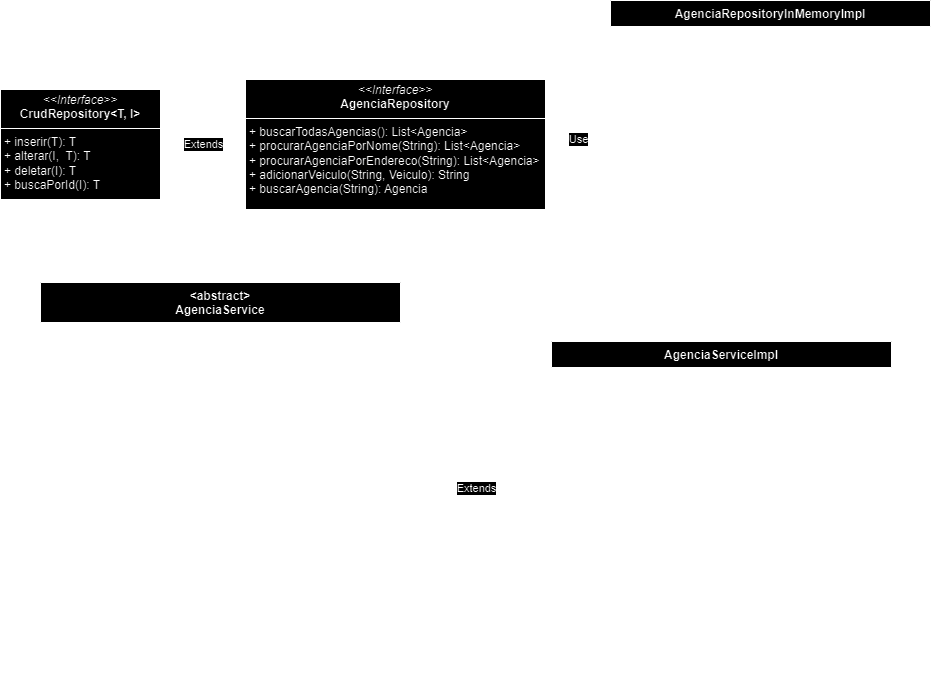 AgenciaRepositoryInMemoryImpl
<<Interface>>
CrudRepository<T, I>
+ inserir(T): T
+ alterar(I, T): T
+ deletar(I): T
+ buscaPorId(I): T
Extends
<<Interface>>
AgenciaRepository
+ buscarTodasAgencias(): List<Agencia>
+ procurarAgenciaPorNome(String): List<Agencia>
+ procurarAgenciaPorEndereco(String): List<Agencia>
+ adicionarVeiculo(String, Veiculo): String
+ buscarAgencia(String): Agencia
Use
<abstract>
AgenciaService
AgenciaServiceImpl
Extends